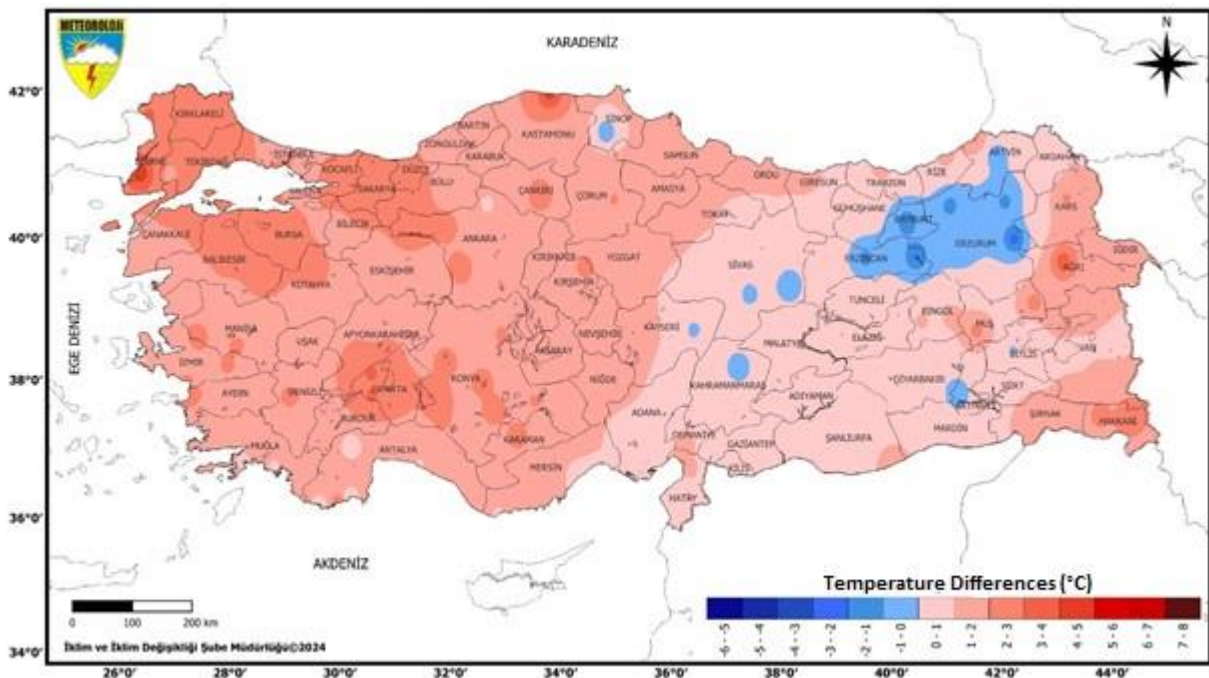 METEOROLOJİ
N
KARADENİZ
42°0'
40°0'
38°0'
36°0'
34°0'
EGE DENİZİ
AKDENİZ
KIRKLARELİ
TEKİRDAĞ
İSTANBUL
KOCAELİ
SAKARYA
DÜZCE
BOLU
ZONGULDAK
BARTIN
KARABÜK
KASTAMONU
SİNOP
SAMSUN
ORDU
GİRESUN
TRABZON
RİZE
ARTVİN
ARDAHAN
KARS
IĞDIR
AĞRI
ERZURUM
BAYBURT
GÜMÜŞHANE
ERZİNCAN
TOKAT
AMASYA
ÇORUM
ÇANKIRI
ANKARA
KIRIKKALE
YOZGAT
SİVAS
TUNCELİ
BİNGÖL
MUŞ
BİTLİS
VAN
ÇANAKKALE
BALIKESİR
BURSA
BİLECİK
ESKİŞEHİR
KÜTAHYA
KIRŞEHİR
NEVŞEHİR
KAYSERİ
MALATYA
ELAZIĞ
MANİSA
UŞAK
AFYONKARAHİSAR
AKSARAY
NİĞDE
KAHRAMANMARAŞ
ADIYAMAN
DİYARBAKIR
BATMAN
SİİRT
ŞIRNAK
HAKKARİ
MARDİN
ŞANLIURFA
GAZİANTEP
KİLİS
OSMANİYE
HATAY
ADANA
MERSİN
KARAMAN
KONYA
ISPARTA
BURDUR
DENİZLİ
AYDIN
İZMİR
MUĞLA
ANTALYA
0 100 200 km
İklim ve İklim Değişikliği Şube Müdürlüğü©2024
Temperature Differences (°C)
-6 - -5
-5 - -4
-4 - -3
-3 - -2
-2 - -1
-1 - 0
0 - 1
1 - 2
2 - 3
3 - 4
4 - 5
5 - 6
6 - 7
7 - 8
26°0' 28°0' 30°0' 32°0' 34°0' 36°0' 38°0' 40°0' 42°0' 44°0'